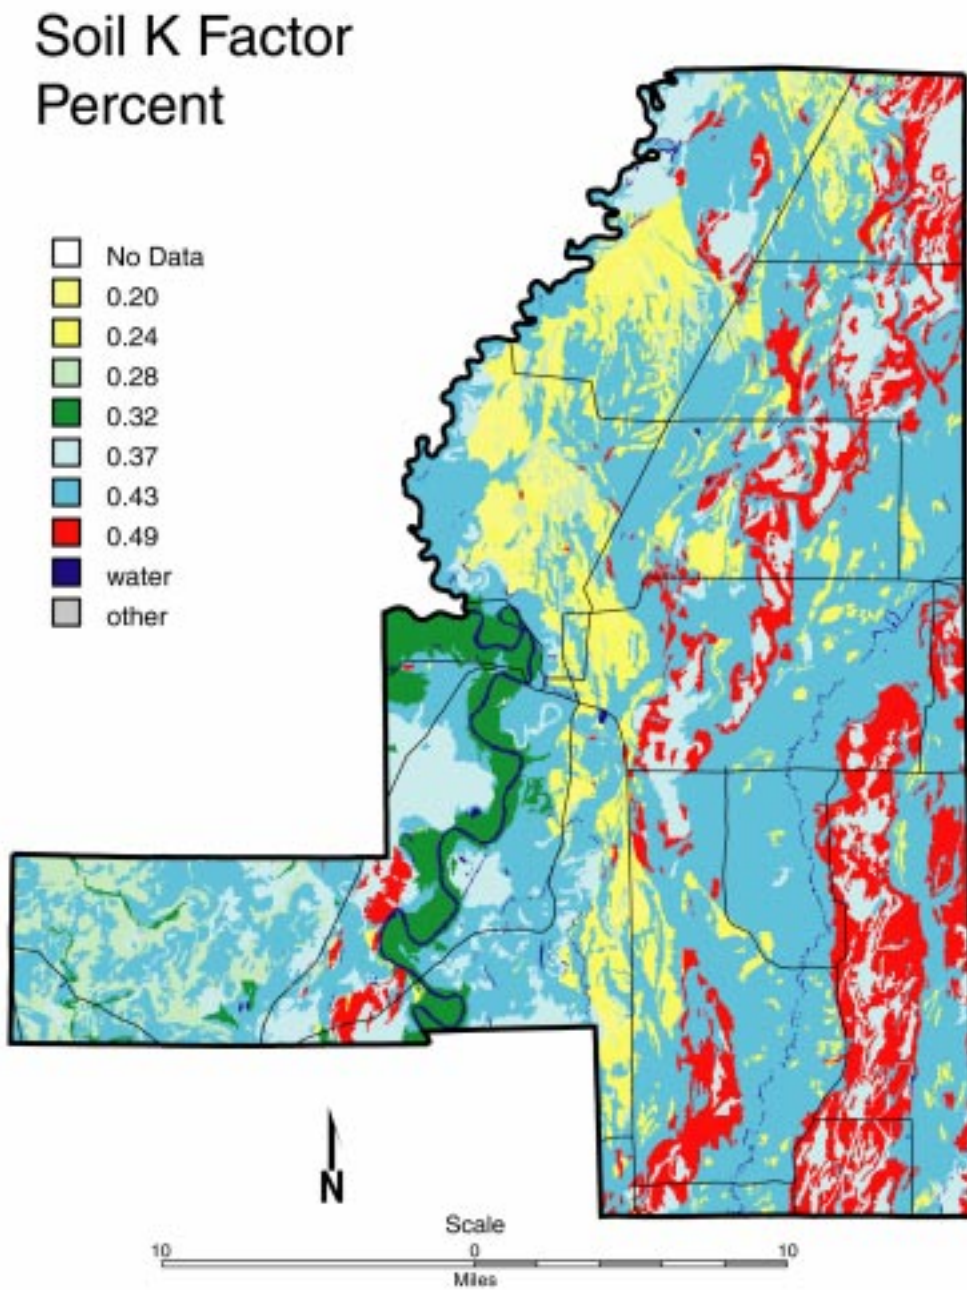 Soil K Factor
Percent
No Data
0.20
0.24
0.28
0.32
0.37
0.43
0.49
water
other
N
Scale
10 0 10
Miles